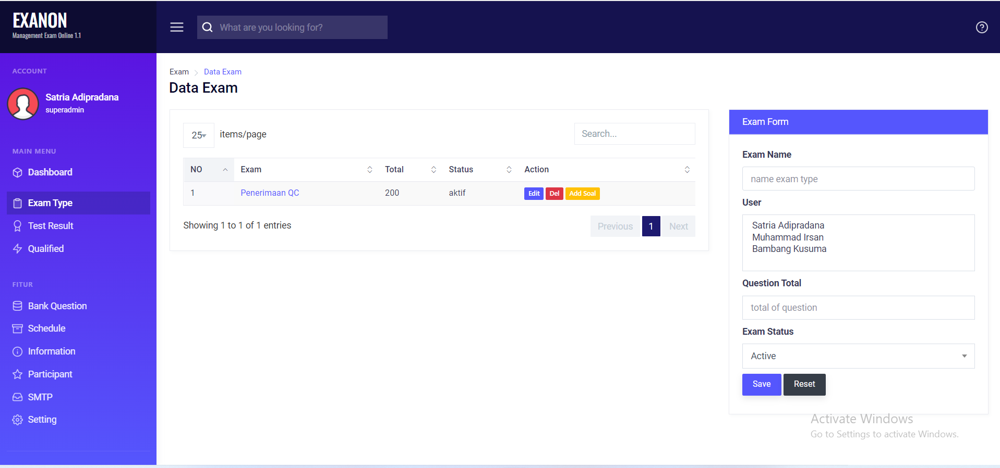 EXANON
Management Exam Online 1.1
What are you looking for?
ACCOUNT
Satria Adipradana
superadmin
MAIN MENU
Dashboard
Exam Type
Test Result
Qualified
FITUR
Bank Question
Schedule
Information
Participant
SMTP
Setting
Exam Data Exam
Data Exam
25 items/page
Search...
NO Exam Total Status Action
1 Penerimaan QC 200 aktif Edit Del Add Soal
Showing 1 to 1 of 1 entries
Previous 1 Next
Exam Form
Exam Name
name exam type
User
Satria Adipradana
Muhammad Irsan
Bambang Kusuma
Question Total
total of question
Exam Status
Active
Save Reset
Activate Windows
Go to Settings to activate Windows.